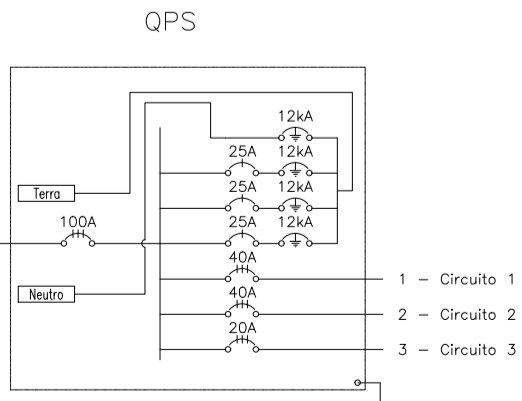 QPS
12kA
25A 12kA
25A 12kA
Terra
100A 25A 12kA
40A
1 - Circuito 1
Neutro 40A
2 - Circuito 2
20A
3 - Circuito 3